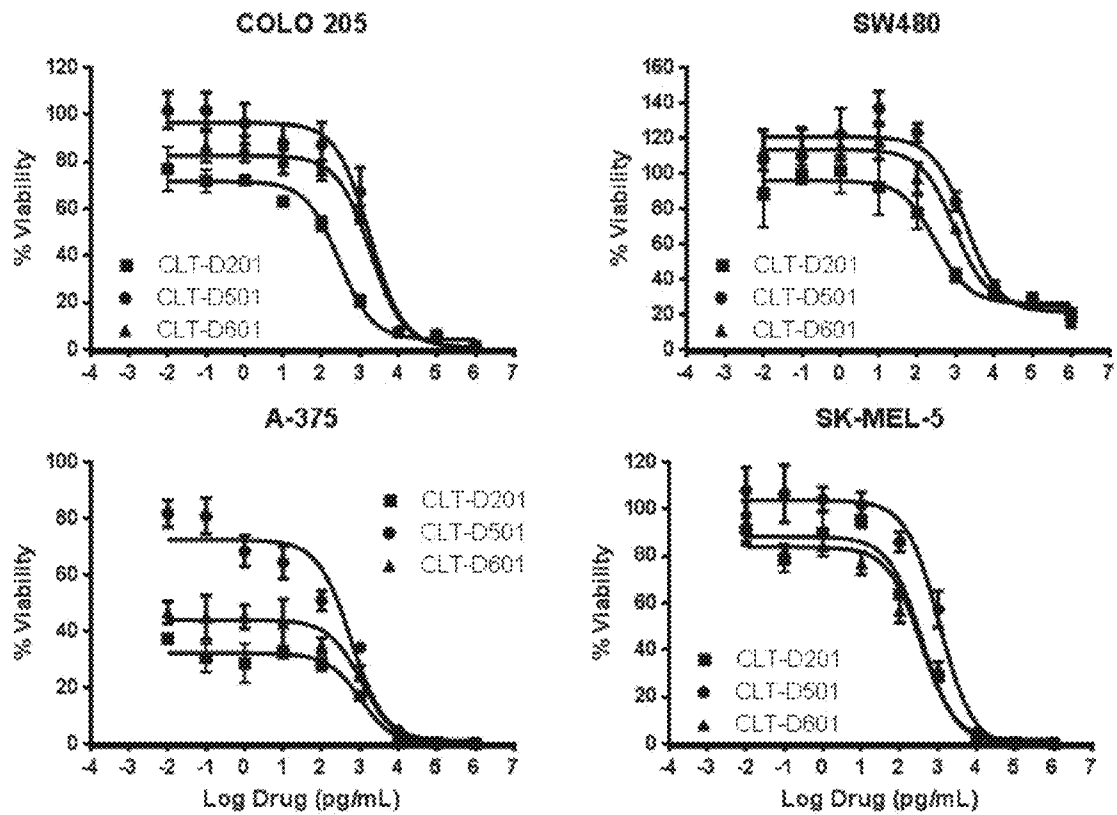 COLO 205
% Viability
120
100
80
60
40
20
0
CLT-D201
CLT-D501
CLT-D601
-4 -3 -2 -1 0 1 2 3 4 5 6 7
SW480
% Viability
160
140
120
100
80
60
40
20
0
CLT-D201
CLT-D501
CLT-D601
-4 -3 -2 -1 0 1 2 3 4 5 6 7
A-375
% Viability
100
80
60
40
20
0
CLT-D201
CLT-D501
CLT-D601
-4 -3 -2 -1 0 1 2 3 4 5 6 7
Log Drug (pg/mL)
SK-MEL-5
% Viability
120
100
80
60
40
20
0
CLT-D201
CLT-D501
CLT-D601
-4 -3 -2 -1 0 1 2 3 4 5 6 7
Log Drug (pg/mL)